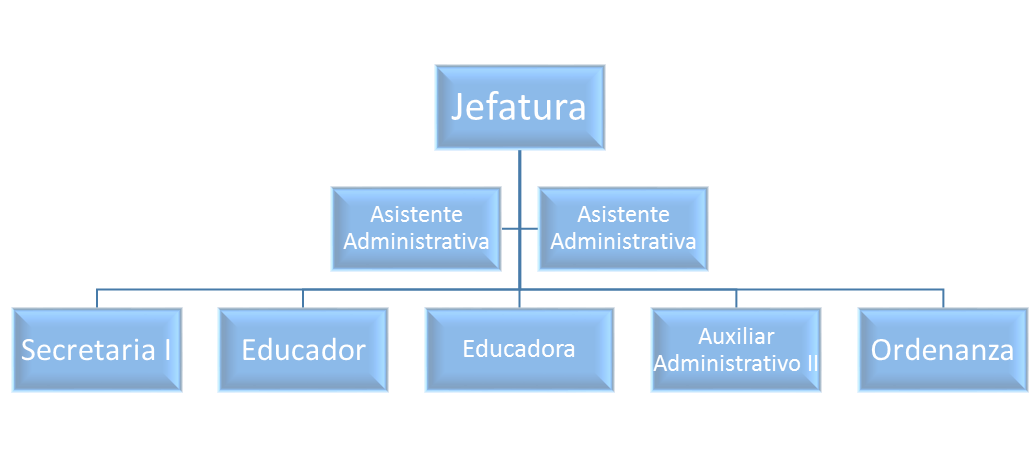 Jefatura
Asistente
Administrativa
Asistente
Administrativa
Secretaria I
Educador
Educadora
Auxiliar
Administrativo II
Ordenanza